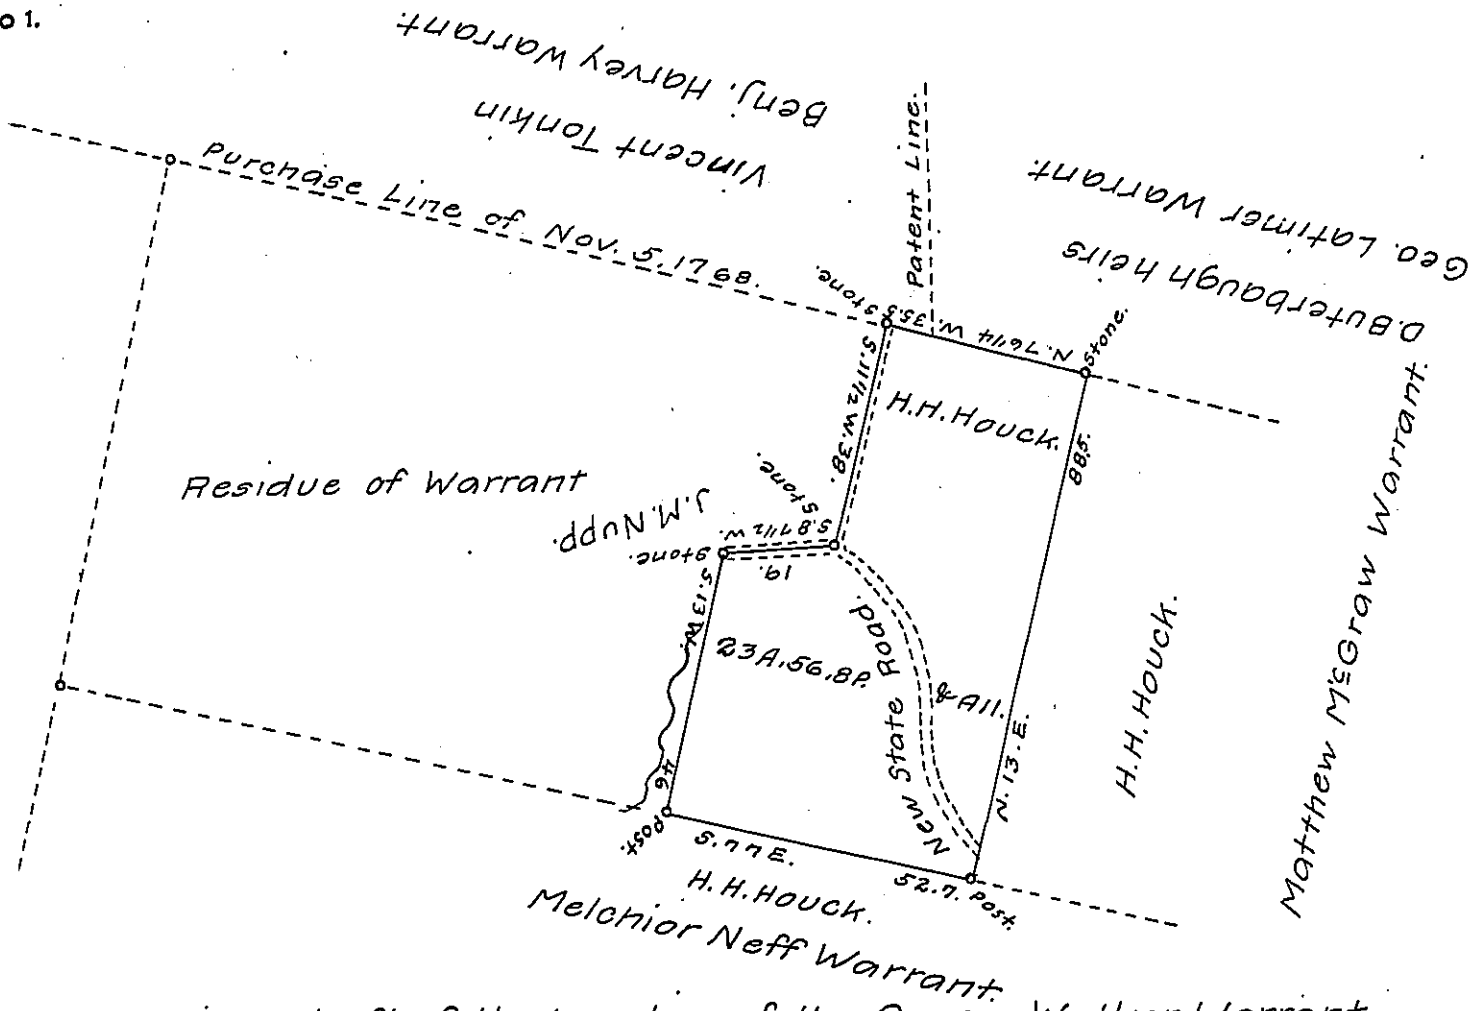 o 1.
Benj. Harvey Warrant.
Vincent Tonkin
Purchase Line of Nov. 5. 1768.
Patent Line.
Geo. Latimer Warrant.
D. Buterbaugh heirs
Stone.
N. 76 1/4 W. 35.5
Stone.
S. 11 1/2 W. 38.
H.H. Houck.
885.
Residue of Warrant
J.M. Nupp.
Stone.
S. 87 1/2 W.
19.
Stone.
S. 13 W.
46
23A. 56.8P.
& All.
New State Road.
N. 13. E.
H.H. Houck.
Matthew McGraw Warrant.
Post.
S. 77 E.
52.7.
Post.
H.H. Houck.
Melchior Neff Warrant.